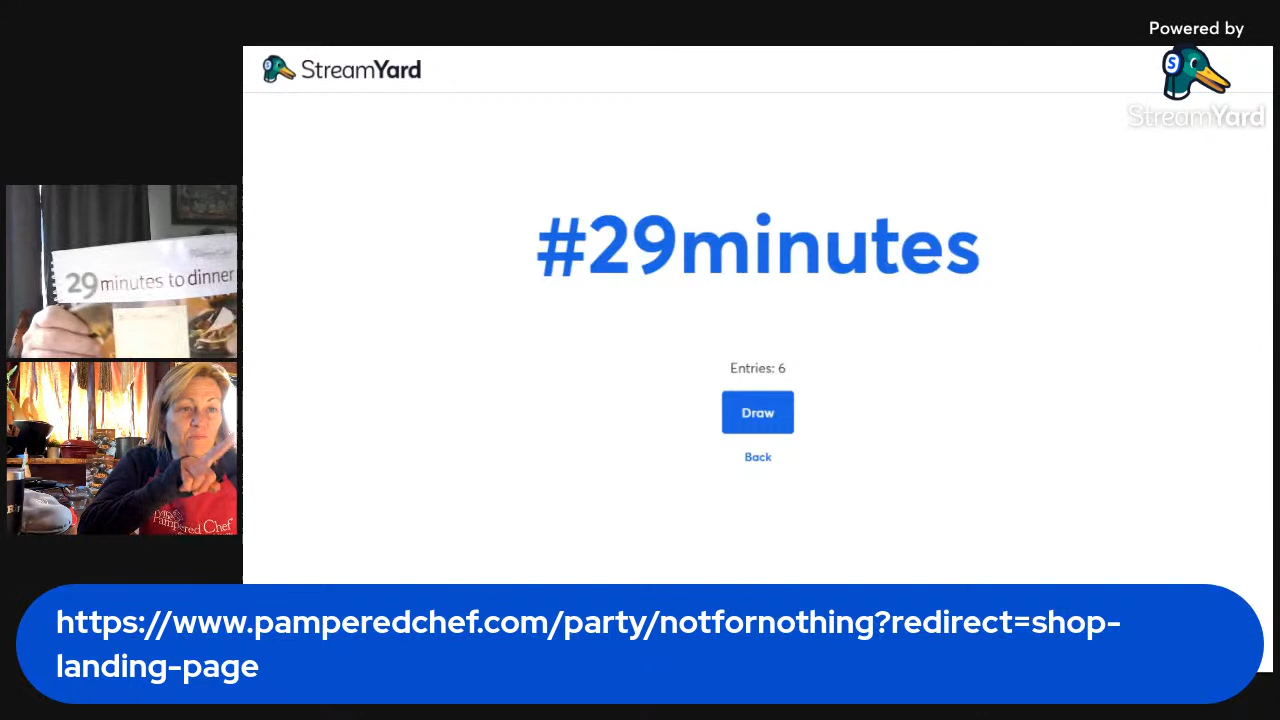 Powered by
StreamYard
StreamYard
#29minutes
29 minutes to dinner
Entries: 6
Draw
Back
Pampered Chef
https://www.pamperedchef.com/party/notfornothing?redirect=shop-
landing-page